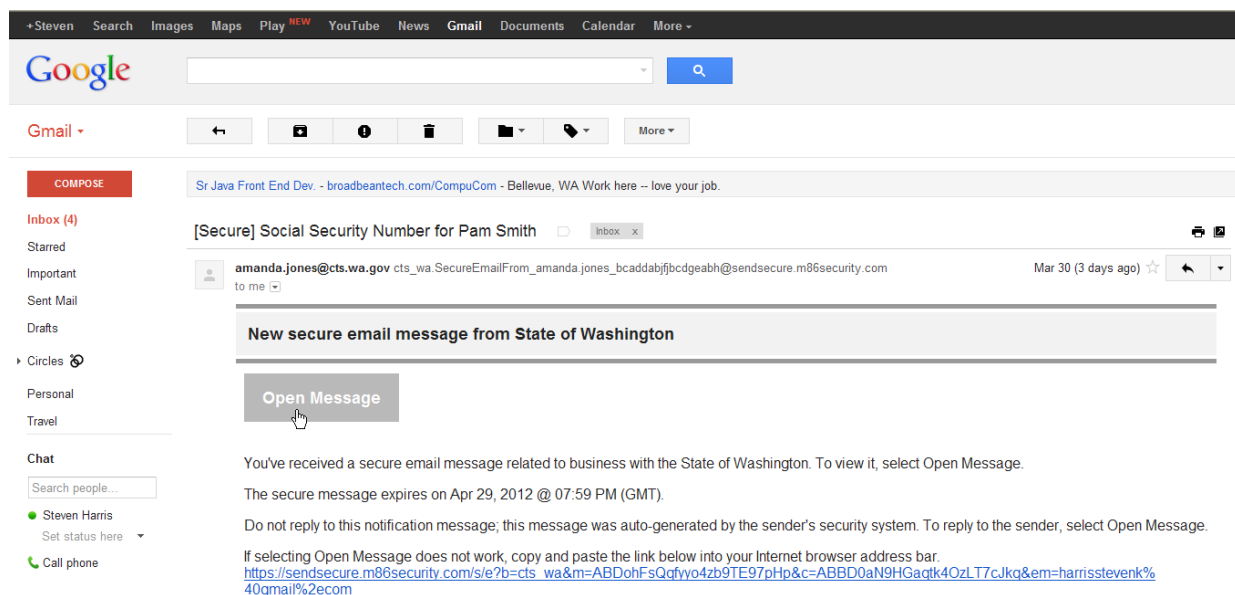 +Steven Search Images Maps Play NEW YouTube News Gmail Documents Calendar More
Google
Gmail
More
COMPOSE
Sr Java Front End Dev. - broadbeantech.com/CompuCom - Bellevue, WA Work here -- love your job.
Inbox (4)
[Secure] Social Security Number for Pam Smith Inbox x
Starred
Important
amanda.jones@cts.wa.gov cts_wa.SecureEmailFrom_amanda.jones_bcaddabjfjbcdgeabh@sendsecure.m86security.com Mar 30 (3 days ago)
to me
Sent Mail
Drafts
New secure email message from State of Washington
Circles
Personal
Open Message
Travel
Chat
You've received a secure email message related to business with the State of Washington. To view it, select Open Message.
Search people...
The secure message expires on Apr 29, 2012 @ 07:59 PM (GMT).
Steven Harris
Set status here
Do not reply to this notification message; this message was auto-generated by the sender's security system. To reply to the sender, select Open Message.
Call phone
If selecting Open Message does not work, copy and paste the link below into your Internet browser address bar.
https://sendsecure.m86security.com/s/e?b=cts_wa&m=ABDohFsQqfyyo4zb9TE97pHp&c=ABBD0aN9HGaqtk4OzLT7cJkq&em=harrisstevenk%
40gmail%2ecom